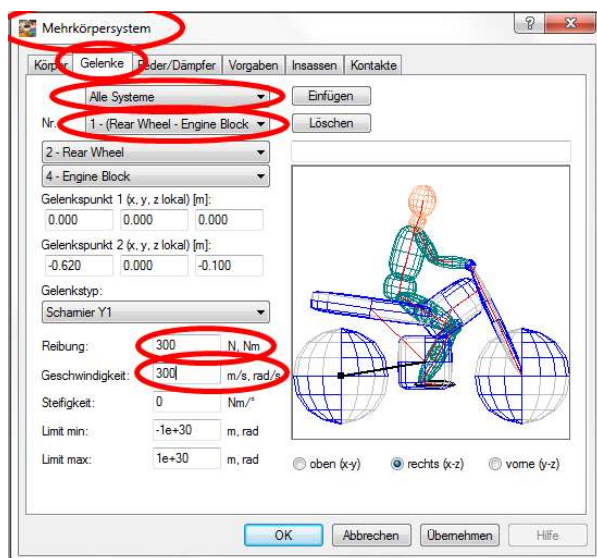 Mehrkörpersystem
Körper Gelenke Feder/Dämpfer Vorgaben Insassen Kontakte
Alle Systeme Einfügen
Nr. 1 - (Rear Wheel - Engine Block Löschen
2 - Rear Wheel
4 - Engine Block
Gelenkspunkt 1 (x, y, z lokal) [m]:
0.000 0.000 0.000
Gelenkspunkt 2 (x, y, z lokal) [m]:
-0.620 0.000 -0.100
Gelenkstyp:
Scharnier Y1
Reibung: 300 N, Nm
Geschwindigkeit: 300 m/s, rad/s
Steifigkeit: 0 Nm/°
Limit min: -1e+30 m, rad
Limit max: 1e+30 m, rad
oben (x-y) rechts (x-z) vorne (y-z)
OK Abbrechen Übernehmen Hilfe